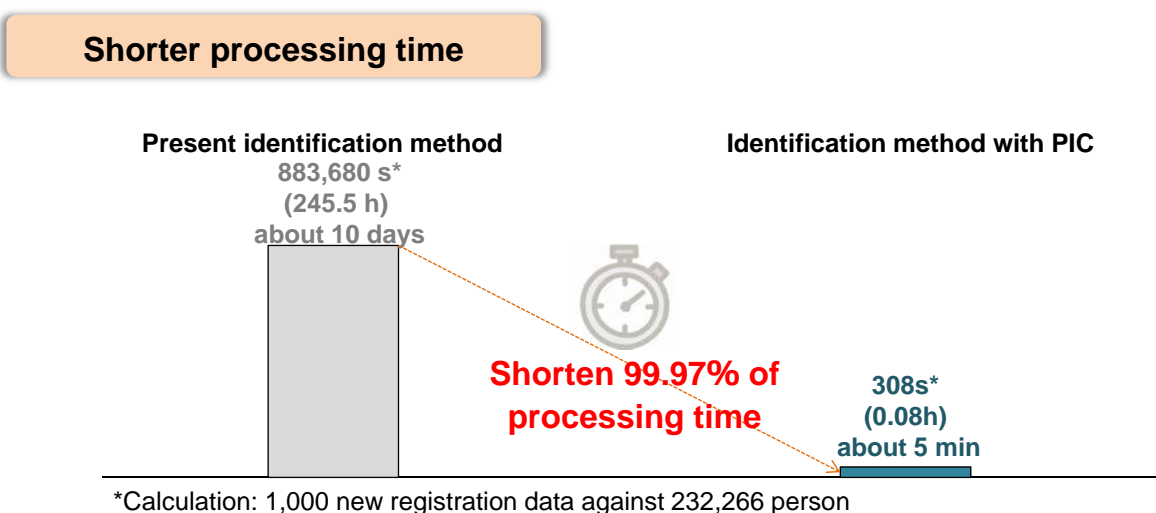 Shorter processing time
Present identification method
883,680 s*
(245.5 h)
about 10 days
Identification method with PIC
Shorten 99.97% of
processing time
308s*
(0.08h)
about 5 min
*Calculation: 1,000 new registration data against 232,266 person